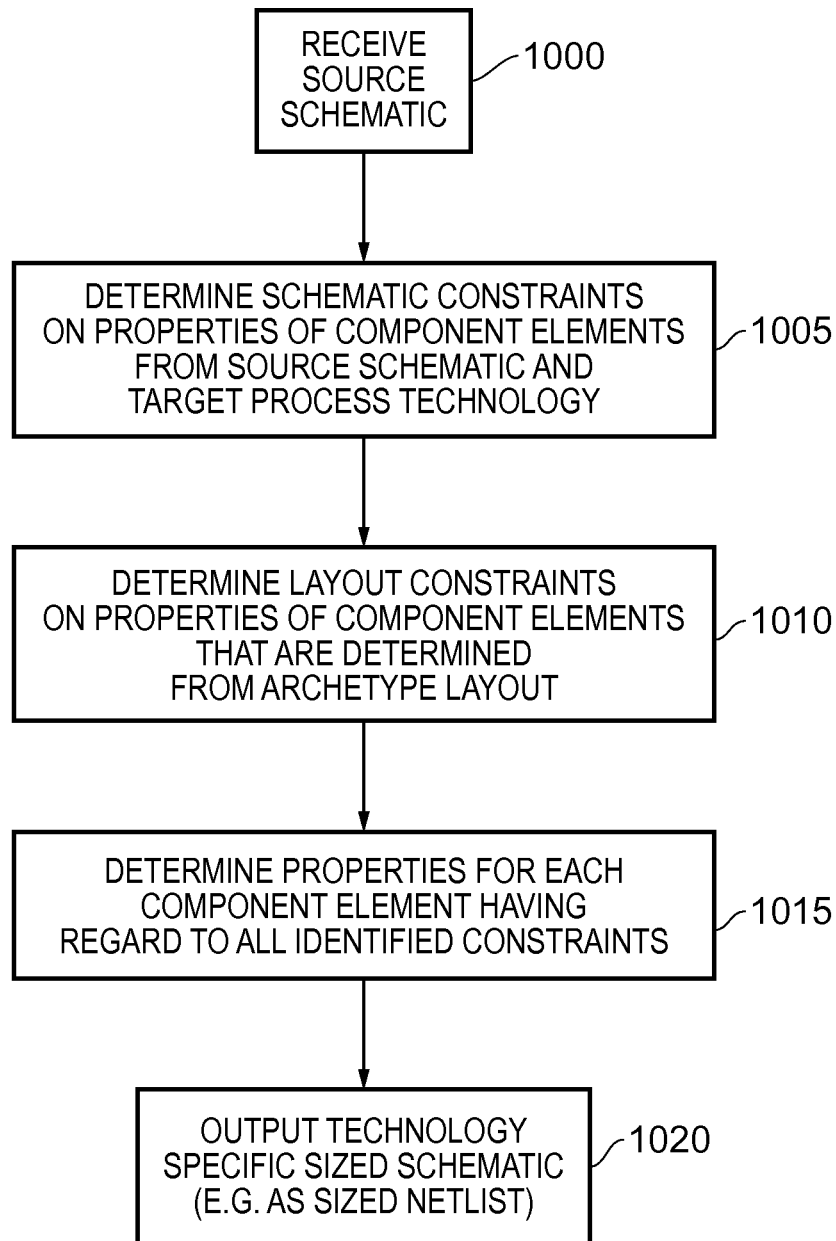 RECEIVE
SOURCE
SCHEMATIC
1000
DETERMINE SCHEMATIC CONSTRAINTS
ON PROPERTIES OF COMPONENT ELEMENTS
FROM SOURCE SCHEMATIC AND
TARGET PROCESS TECHNOLOGY
1005
DETERMINE LAYOUT CONSTRAINTS
ON PROPERTIES OF COMPONENT ELEMENTS
THAT ARE DETERMINED
FROM ARCHETYPE LAYOUT
1010
DETERMINE PROPERTIES FOR EACH
COMPONENT ELEMENT HAVING
REGARD TO ALL IDENTIFIED CONSTRAINTS
1015
OUTPUT TECHNOLOGY
SPECIFIC SIZED SCHEMATIC
(E.G. AS SIZED NETLIST)
1020